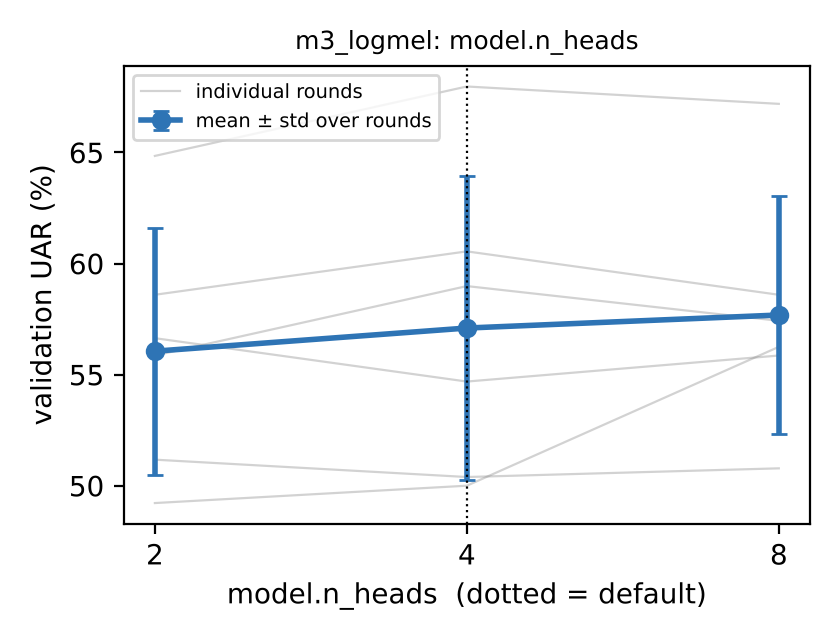 m3_logmel: model.n_heads
individual rounds
mean ± std over rounds
validation UAR (%)
65
60
55
50
2 4 8
model.n_heads (dotted = default)